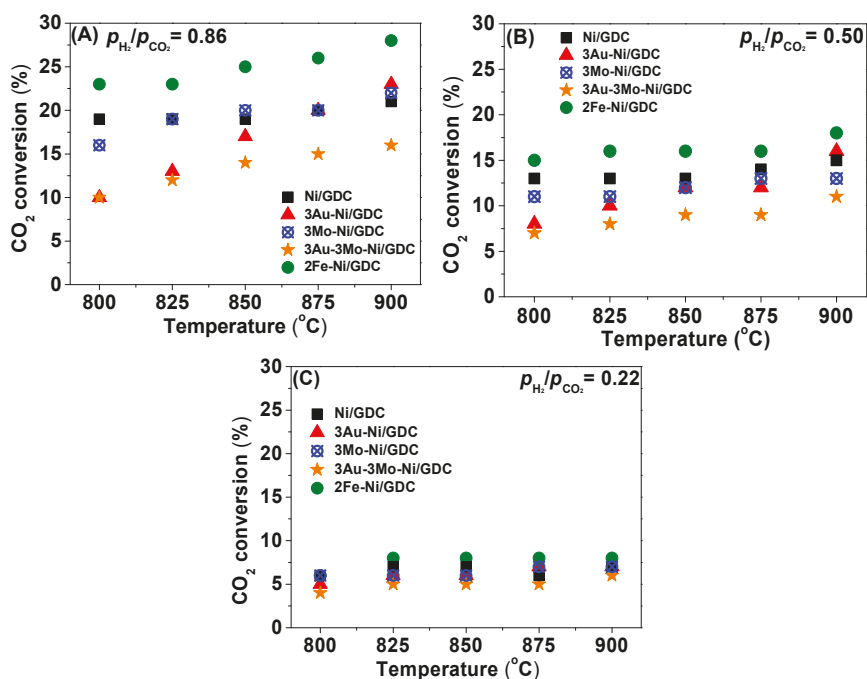 (A) pH₂/pCO₂ = 0.86
CO₂ conversion (%)
30
25
20
15
10
5
0
Ni/GDC
3Au-Ni/GDC
3Mo-Ni/GDC
3Au-3Mo-Ni/GDC
2Fe-Ni/GDC
800 825 850 875 900
Temperature (°C)
(B) pH₂/pCO₂ = 0.50
CO₂ conversion (%)
30
25
20
15
10
5
0
Ni/GDC
3Au-Ni/GDC
3Mo-Ni/GDC
3Au-3Mo-Ni/GDC
2Fe-Ni/GDC
800 825 850 875 900
Temperature (°C)
(C) pH₂/pCO₂ = 0.22
CO₂ conversion (%)
30
25
20
15
10
5
0
Ni/GDC
3Au-Ni/GDC
3Mo-Ni/GDC
3Au-3Mo-Ni/GDC
2Fe-Ni/GDC
800 825 850 875 900
Temperature (°C)